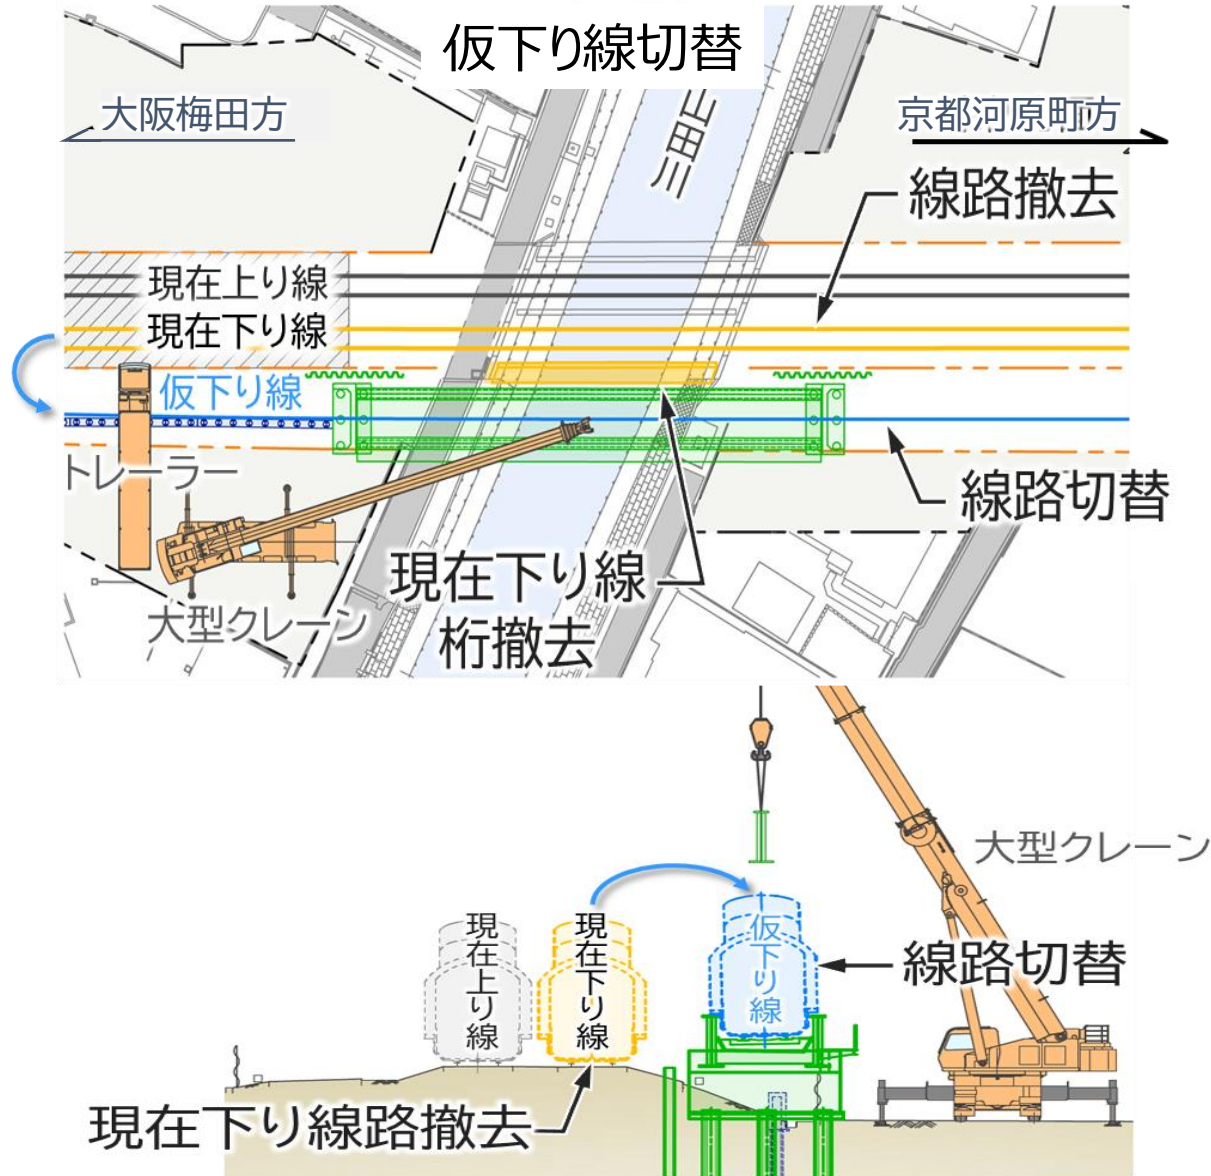 仮下り線切替
大阪梅田方
京都河原町方
山田川
線路撤去
現在上り線
現在下り線
仮下り線
トレーラー
線路切替
現在下り線
桁撤去
大型クレーン
大型クレーン
現在上り線
現在下り線
仮下り線
線路切替
現在下り線路撤去